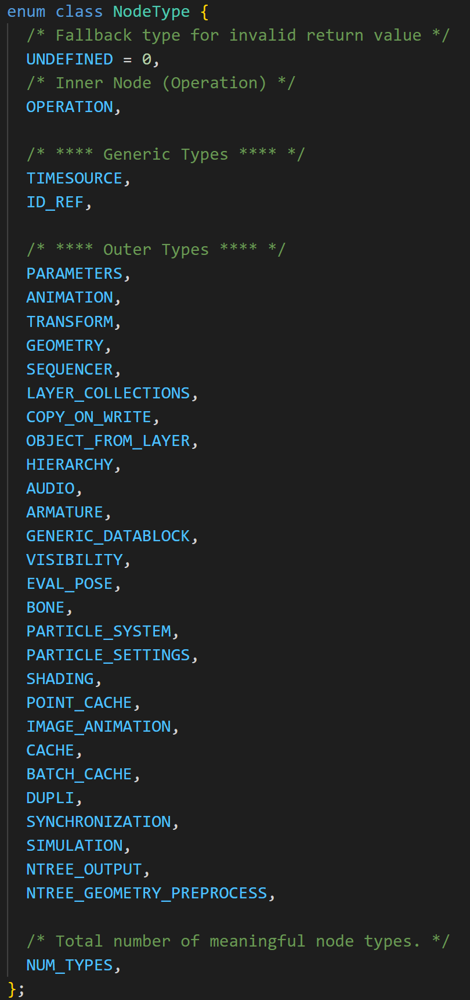 enum class NodeType {
/* Fallback type for invalid return value */
UNDEFINED = 0,
/* Inner Node (Operation) */
OPERATION,
/* **** Generic Types **** */
TIMESOURCE,
ID_REF,
/* **** Outer Types **** */
PARAMETERS,
ANIMATION,
TRANSFORM,
GEOMETRY,
SEQUENCER,
LAYER_COLLECTIONS,
COPY_ON_WRITE,
OBJECT_FROM_LAYER,
HIERARCHY,
AUDIO,
ARMATURE,
GENERIC_DATABLOCK,
VISIBILITY,
EVAL_POSE,
BONE,
PARTICLE_SYSTEM,
PARTICLE_SETTINGS,
SHADING,
POINT_CACHE,
IMAGE_ANIMATION,
CACHE,
BATCH_CACHE,
DUPLI,
SYNCHRONIZATION,
SIMULATION,
NTREE_OUTPUT,
NTREE_GEOMETRY_PREPROCESS,
/* Total number of meaningful node types. */
NUM_TYPES,
};